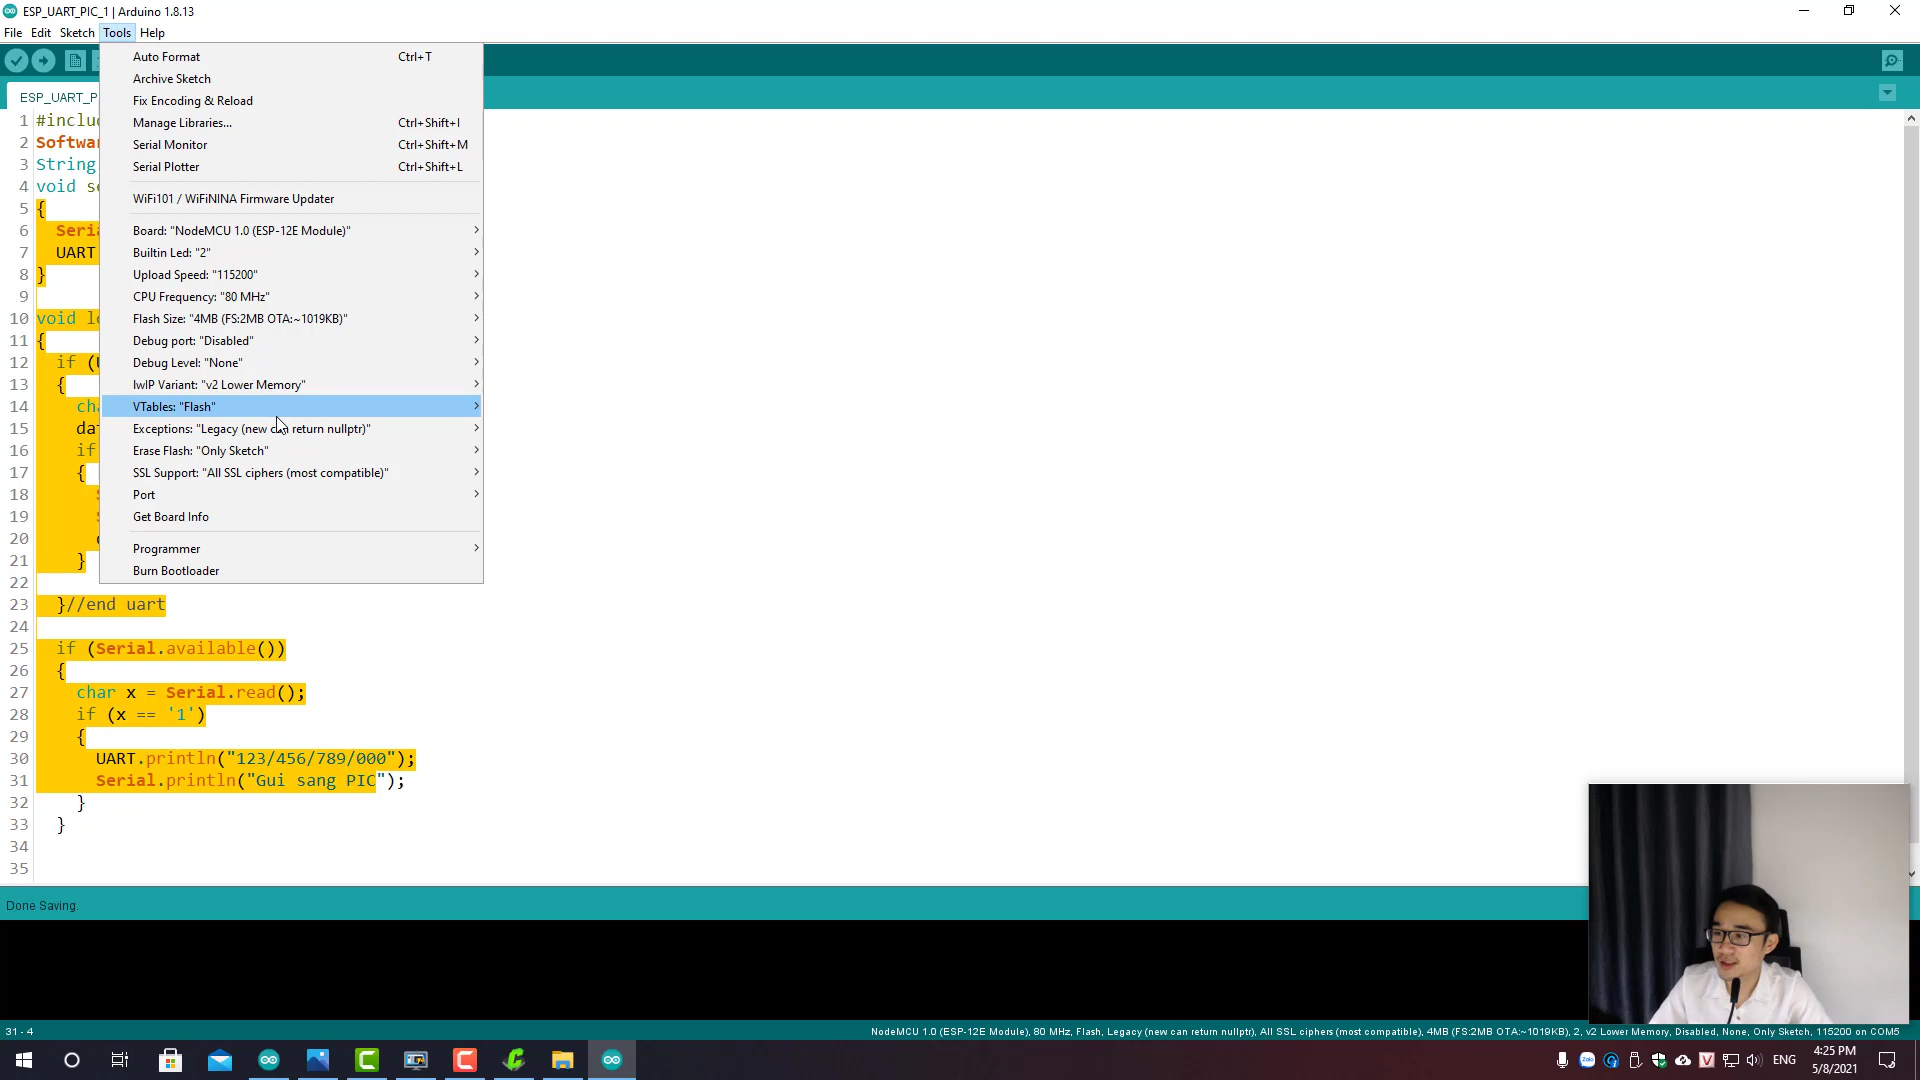 ESP_UART_PIC_1 | Arduino 1.8.13
File Edit Sketch Tools Help
Auto Format Ctrl+T
Archive Sketch
Fix Encoding & Reload
Manage Libraries... Ctrl+Shift+I
Serial Monitor Ctrl+Shift+M
Serial Plotter Ctrl+Shift+L
WiFi101 / WiFiNINA Firmware Updater
Board: "NodeMCU 1.0 (ESP-12E Module)"
Builtin Led: "2"
Upload Speed: "115200"
CPU Frequency: "80 MHz"
Flash Size: "4MB (FS:2MB OTA:~1019KB)"
Debug port: "Disabled"
Debug Level: "None"
lwIP Variant: "v2 Lower Memory"
VTables: "Flash"
Exceptions: "Legacy (new can return nullptr)"
Erase Flash: "Only Sketch"
SSL Support: "All SSL ciphers (most compatible)"
Port
Get Board Info
Programmer
Burn Bootloader
ESP_UART_P
1 #inclu
2 Softwa
3 String
4 void s
5 {
6 Seria
7 UART
8 }
9
10 void l
11 {
12 if (
13 {
14 cha
15 da
16 if
17 {
18
19
20
21 }
22
23 }//end uart
24
25 if (Serial.available())
26 {
27 char x = Serial.read();
28 if (x == '1')
29 {
30 UART.println("123/456/789/000");
31 Serial.println("Gui sang PIC");
32 }
33 }
34
35
Done Saving.
31 - 4
NodeMCU 1.0 (ESP-12E Module), 80 MHz, Flash, Legacy (new can return nullptr), All SSL ciphers (most compatible), 4MB (FS:2MB OTA:~1019KB), 2, v2 Lower Memory, Disabled, None, Only Sketch, 115200 on COM5
ENG
4:25 PM
5/8/2021